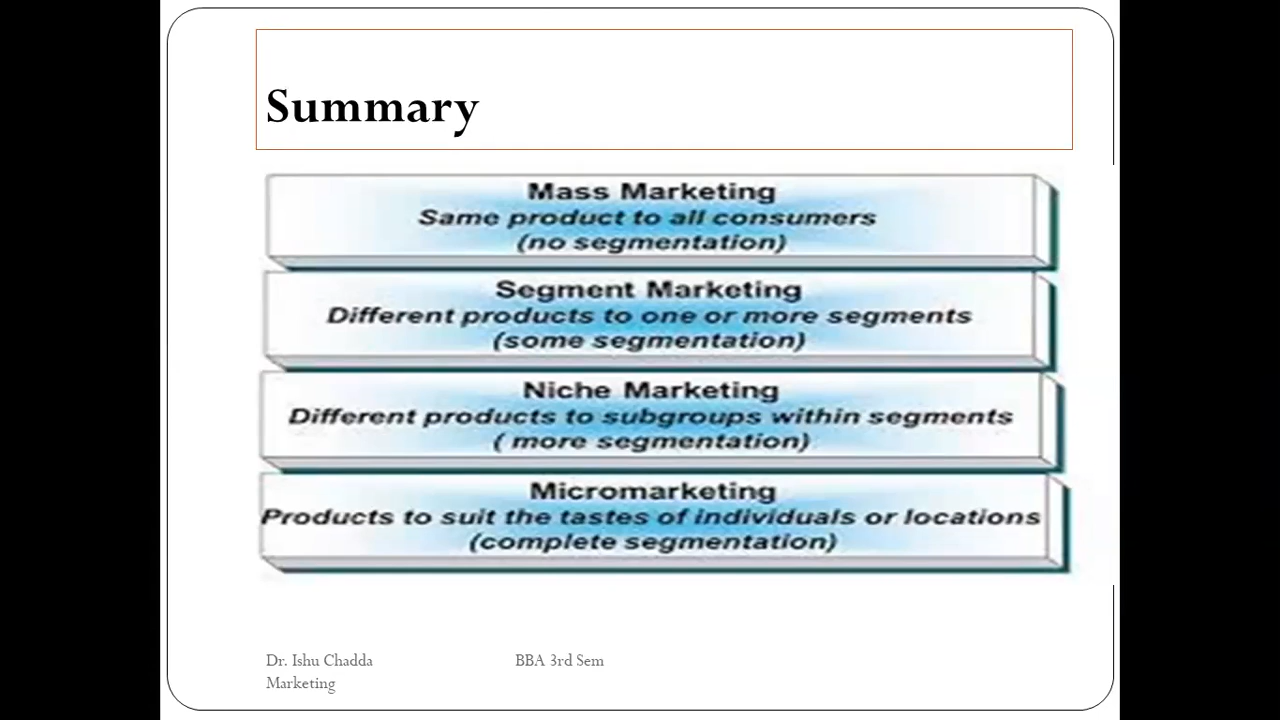 Summary
Mass Marketing
Same product to all consumers
(no segmentation)
Segment Marketing
Different products to one or more segments
(some segmentation)
Niche Marketing
Different products to subgroups within segments
( more segmentation)
Micromarketing
Products to suit the tastes of individuals or locations
(complete segmentation)
Dr. Ishu Chadda BBA 3rd Sem
Marketing